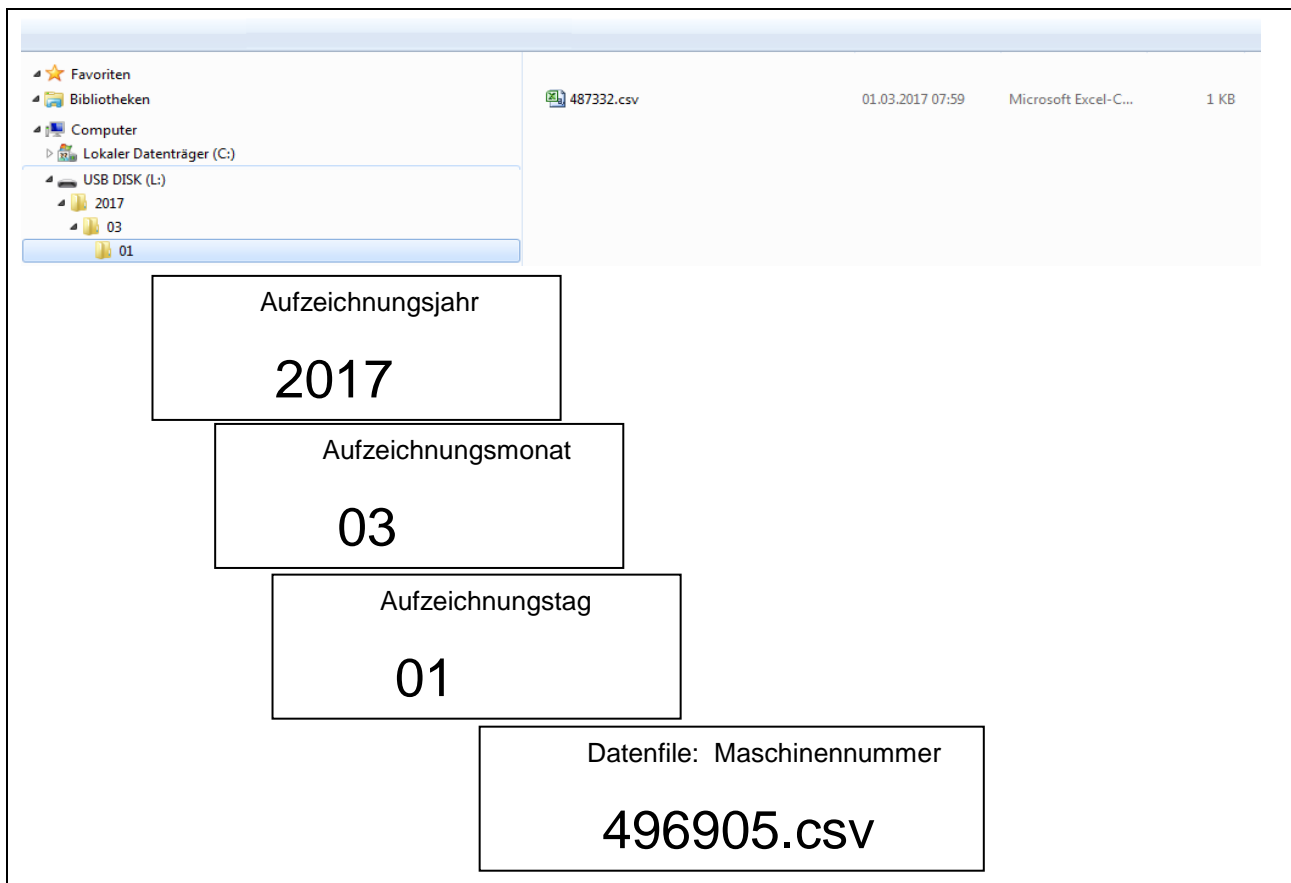 Favoriten
Bibliotheken
487332.csv 01.03.2017 07:59 Microsoft Excel-C... 1 KB
Computer
Lokaler Datenträger (C:)
USB DISK (L:)
2017
03
01
Aufzeichnungsjahr
2017
Aufzeichnungsmonat
03
Aufzeichnungstag
01
Datenfile: Maschinennummer
496905.csv